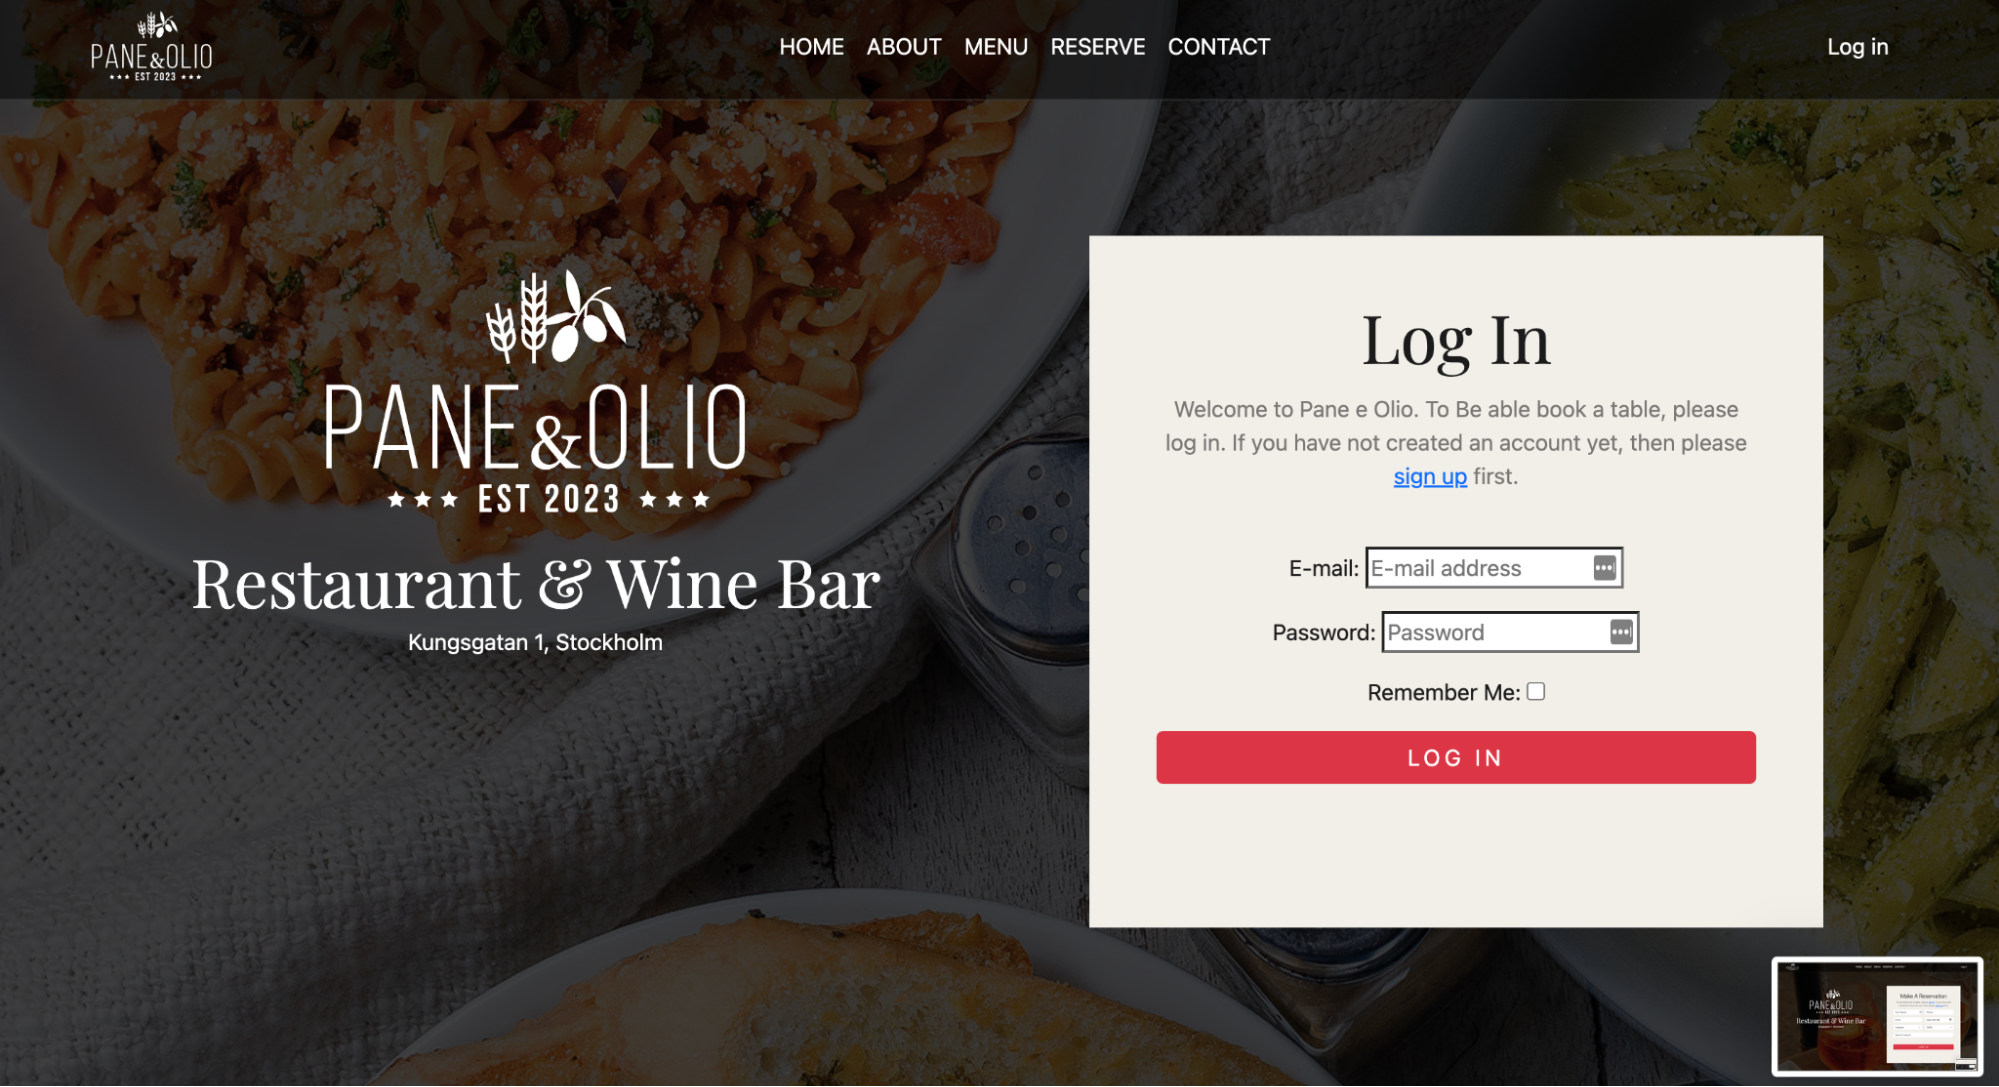 PANE&OLIO
EST 2023
HOME ABOUT MENU RESERVE CONTACT
Log in
PANE&OLIO
EST 2023
Restaurant & Wine Bar
Kungsgatan 1, Stockholm
Log In
Welcome to Pane e Olio. To Be able book a table, please
log in. If you have not created an account yet, then please
sign up first.
E-mail: E-mail address
Password: Password
Remember Me:
LOG IN
PANE&OLIO
Restaurant & Wine Bar
Make A Reservation